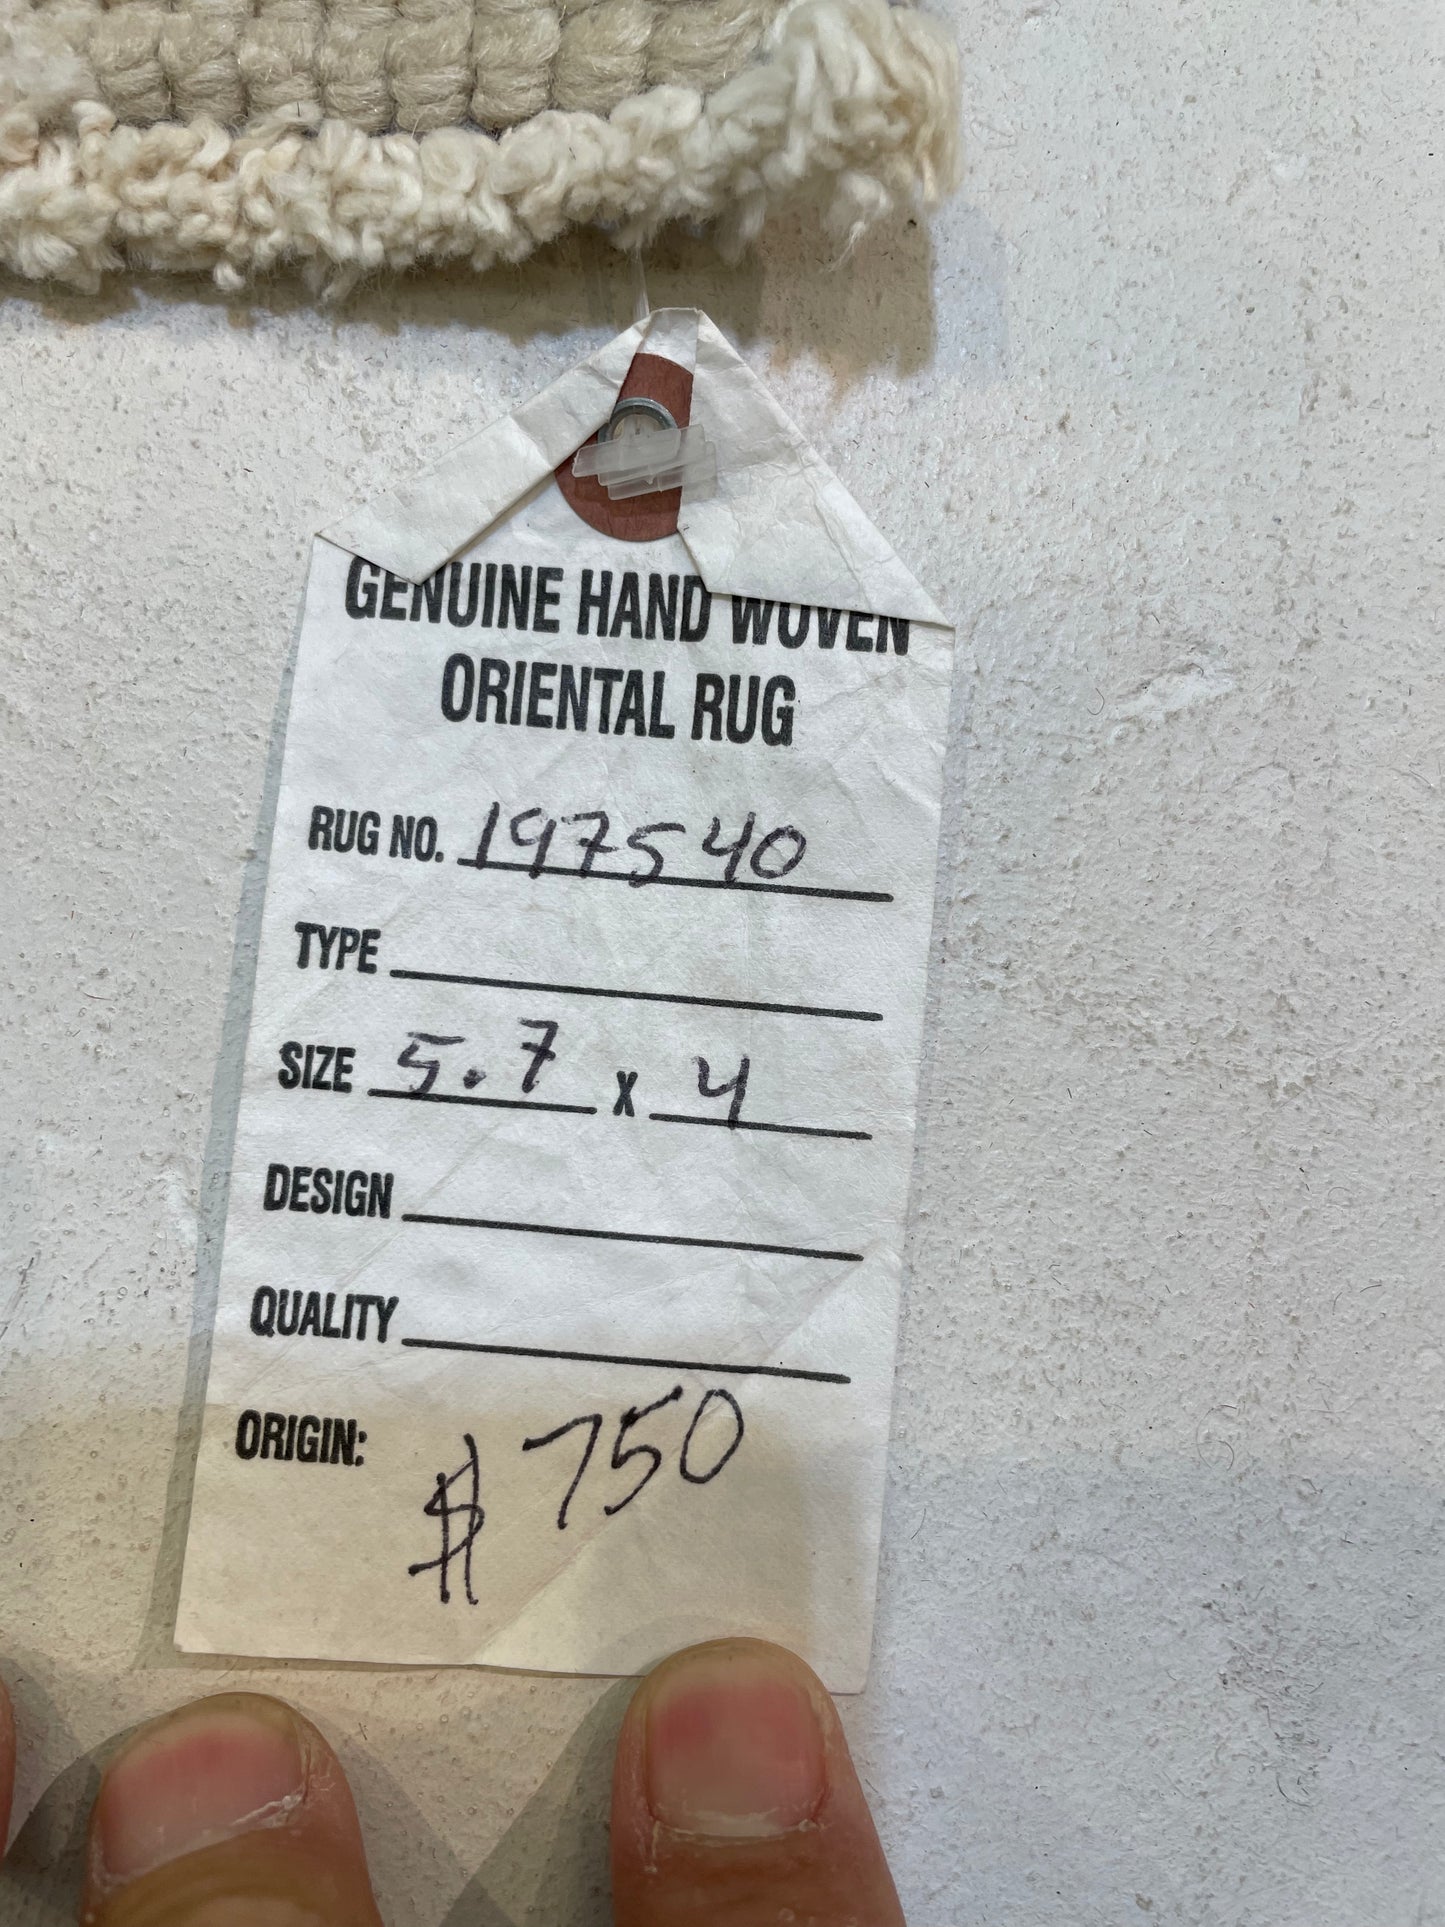 GENUINE HAND WOVEN
ORIENTAL RUG
RUG NO. 197540
TYPE
SIZE 5.7 X 4
DESIGN
QUALITY
ORIGIN: $750